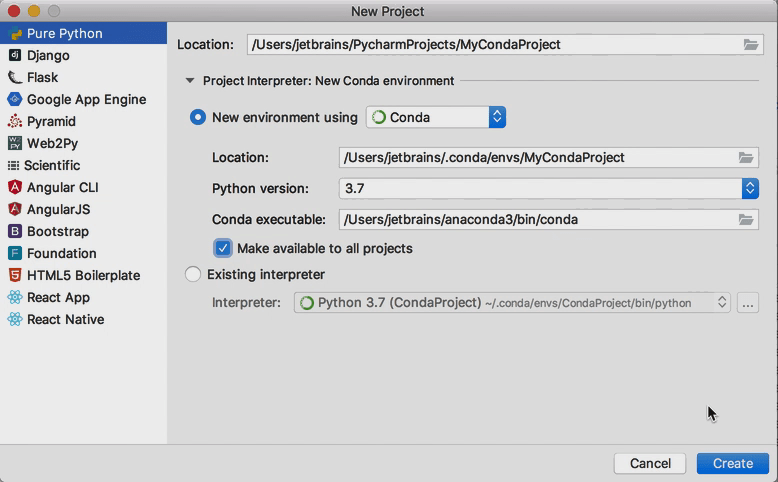 New Project
Pure Python
Django
Flask
Google App Engine
Pyramid
Web2Py
Scientific
Angular CLI
AngularJS
Bootstrap
Foundation
HTML5 Boilerplate
React App
React Native
Location: /Users/jetbrains/PycharmProjects/MyCondaProject
Project Interpreter: New Conda environment
New environment using Conda
Location: /Users/jetbrains/.conda/envs/MyCondaProject
Python version: 3.7
Conda executable: /Users/jetbrains/anaconda3/bin/conda
Make available to all projects
Existing interpreter
Interpreter: Python 3.7 (CondaProject) ~/.conda/envs/CondaProject/bin/python ...
Cancel Create